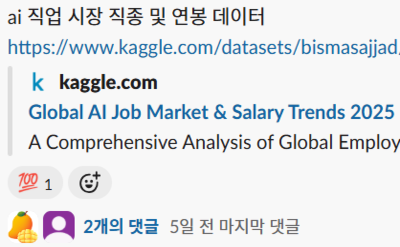 ai 직업 시장 직종 및 연봉 데이터
https://www.kaggle.com/datasets/bismasajjad,
k kaggle.com
Global AI Job Market & Salary Trends 2025
A Comprehensive Analysis of Global Employ
💯 1
2개의 댓글 5일 전 마지막 댓글